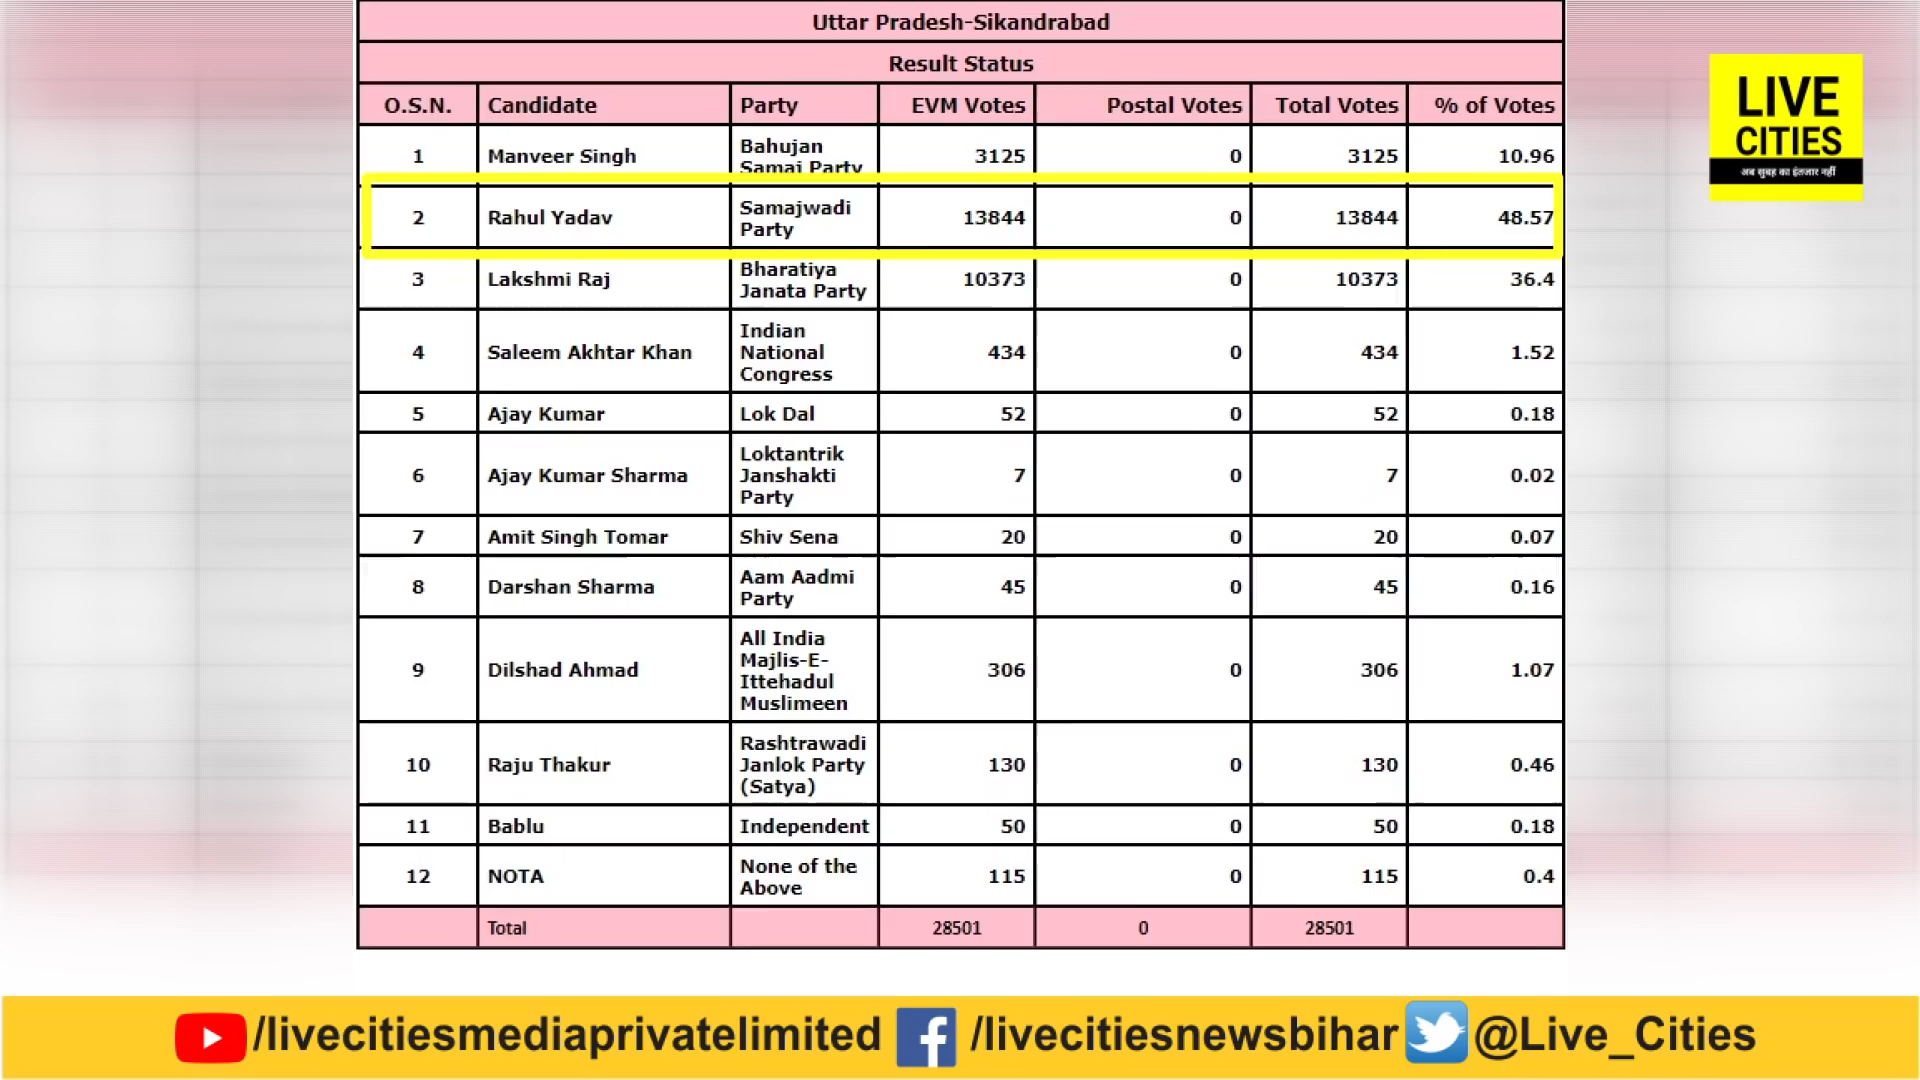 Uttar Pradesh-Sikandrabad
Result Status
O.S.N. Candidate Party EVM Votes Postal Votes Total Votes % of Votes
1 Manveer Singh Bahujan Samaj Party 3125 0 3125 10.96
2 Rahul Yadav Samajwadi Party 13844 0 13844 48.57
3 Lakshmi Raj Bharatiya Janata Party 10373 0 10373 36.4
4 Saleem Akhtar Khan Indian National Congress 434 0 434 1.52
5 Ajay Kumar Lok Dal 52 0 52 0.18
6 Ajay Kumar Sharma Loktantrik Janshakti Party 7 0 7 0.02
7 Amit Singh Tomar Shiv Sena 20 0 20 0.07
8 Darshan Sharma Aam Aadmi Party 45 0 45 0.16
9 Dilshad Ahmad All India Majlis-E-Ittehadul Muslimeen 306 0 306 1.07
10 Raju Thakur Rashtrawadi Janlok Party (Satya) 130 0 130 0.46
11 Bablu Independent 50 0 50 0.18
12 NOTA None of the Above 115 0 115 0.4
Total 28501 0 28501
LIVE
CITIES
अब सुबह का इंतजार नहीं
/livecitiesmediaprivatelimited /livecitiesnewsbihar @Live_Cities